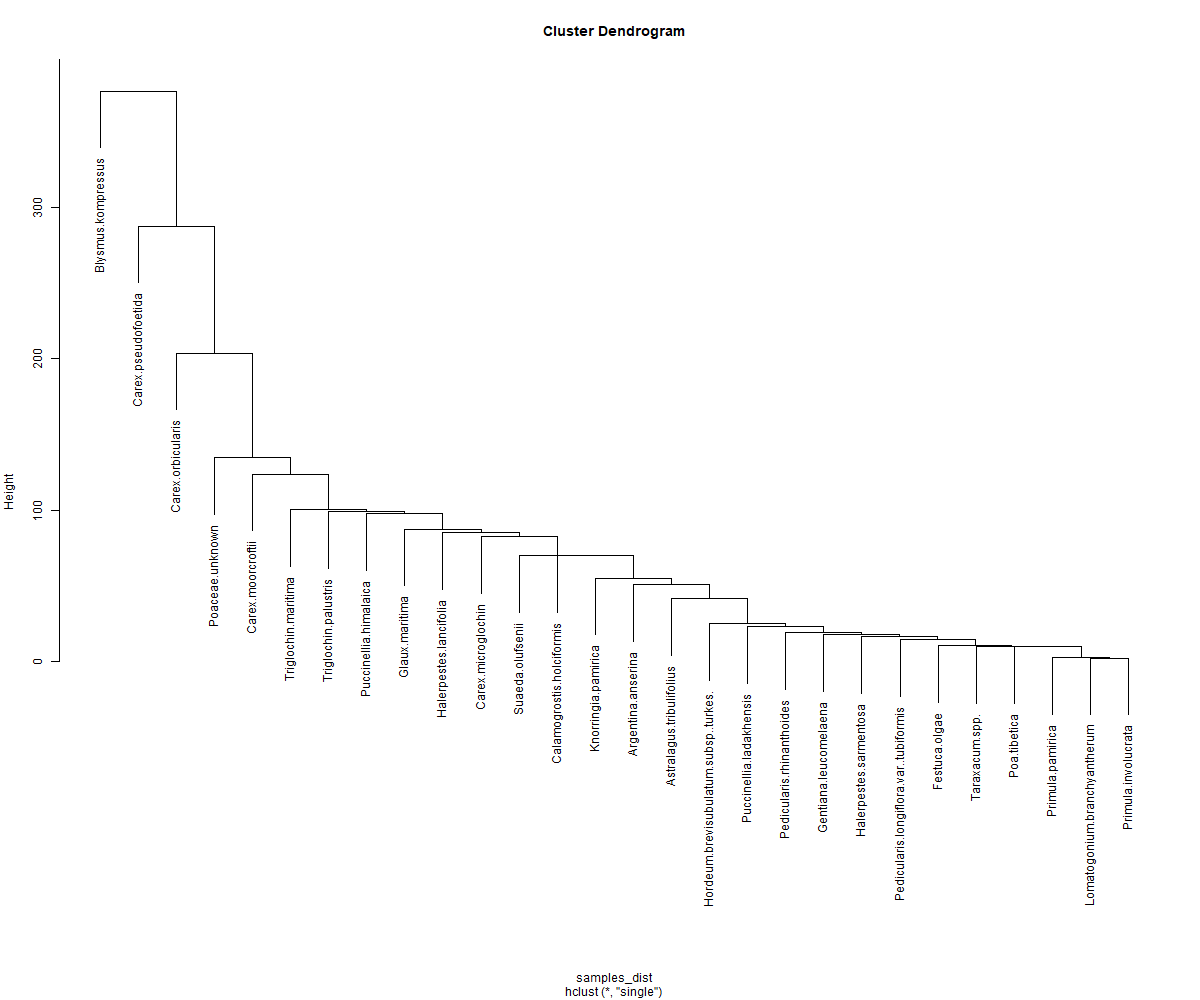 Cluster Dendrogram
Height
300
200
100
0
Blysmus.kompressus
Carex.pseudofoetida
Carex.orbicularis
Poaceae.unknown
Carex.moorcroftii
Triglochin.maritima
Triglochin.palustris
Puccinellia.himalaica
Glaux.maritima
Halerpestes.lancifolia
Carex.microglochin
Suaeda.olufsenii
Calamogrostis.holciformis
Knorringia.pamirica
Argentina.anserina
Astralagus.tribulifolius
Hordeum.brevisubulatum.subsp..turkes.
Puccinellia.ladakhensis
Pedicularis.rhinanthoides
Gentiana.leucomelaena
Halerpestes.sarmentosa
Pedicularis.longiflora.var..tubiformis
Festuca.olgae
Taraxacum.spp.
Poa.tibetica
Primula.pamirica
Lomatogonium.branchyantherum
Primula.involucrata
samples_dist
hclust (*, "single")